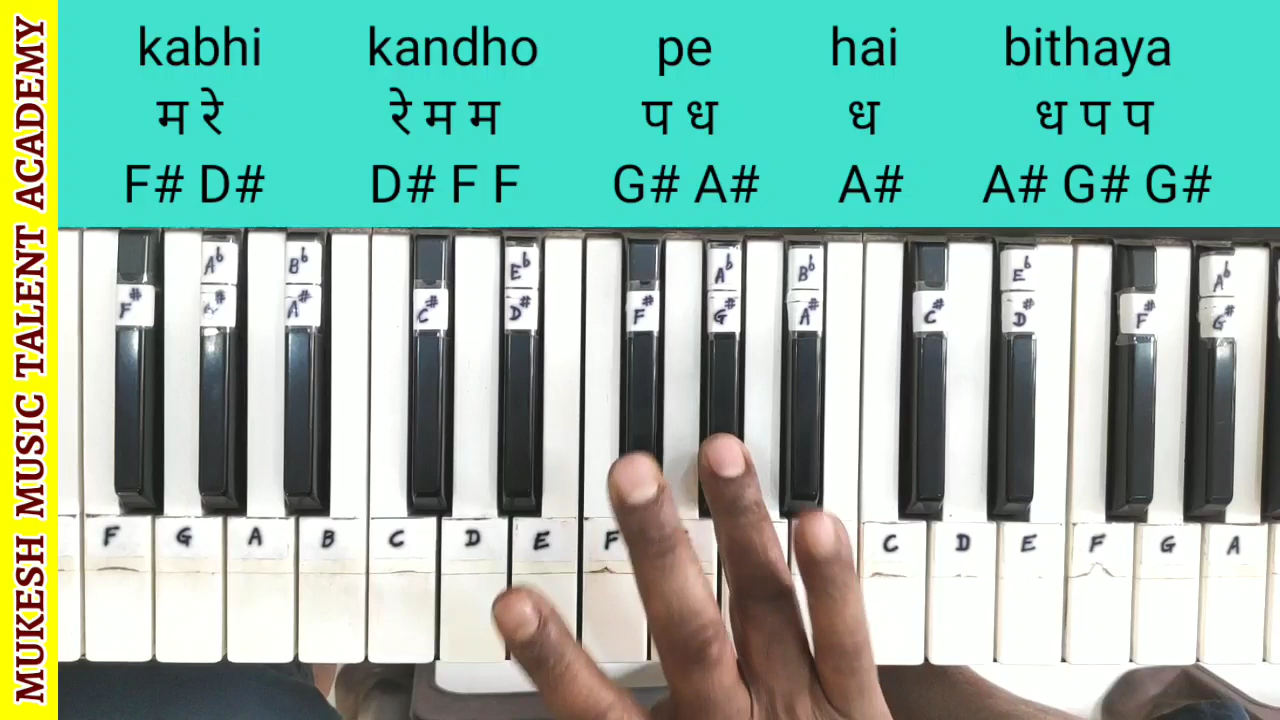 MUKESH MUSIC TALENT ACADEMY
kabhi kandho pe hai bithaya
म रे रे म म प ध ध ध प प
F# D# D# F F G# A# A# A# G# G#
A♭ B♭ E♭ A♭ B♭ E♭ A♭
F# A# C# D# F# G# A# C# D# F# G#
F G A B C D E F C D E F G A